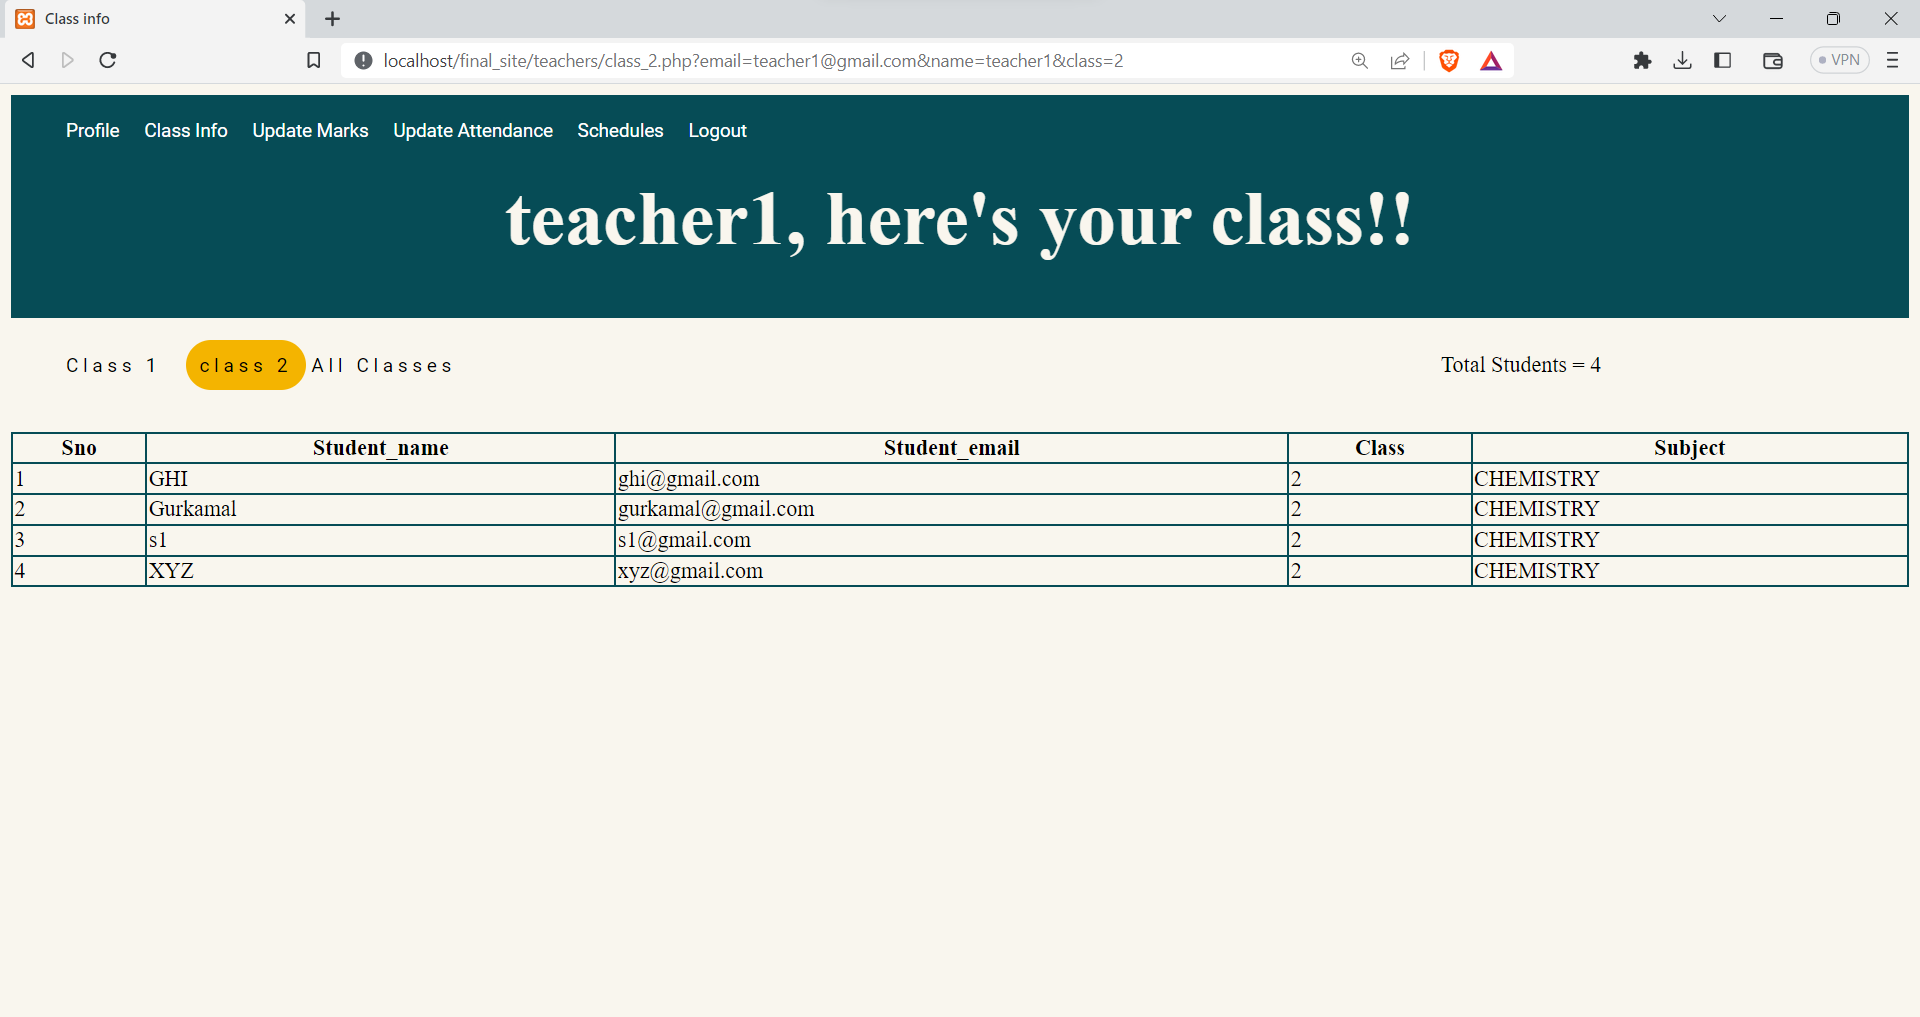 Class info
localhost/final_site/teachers/class_2.php?email=teacher1@gmail.com&name=teacher1&class=2
VPN
Profile Class Info Update Marks Update Attendance Schedules Logout
teacher1, here's your class!!
Class 1 class 2 All Classes Total Students = 4
Sno Student_name Student_email Class Subject
1 GHI ghi@gmail.com 2 CHEMISTRY
2 Gurkamal gurkamal@gmail.com 2 CHEMISTRY
3 s1 s1@gmail.com 2 CHEMISTRY
4 XYZ xyz@gmail.com 2 CHEMISTRY